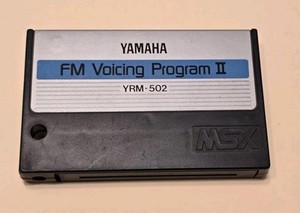 YAMAHA
FM Voicing Program II
YRM-502
MSX